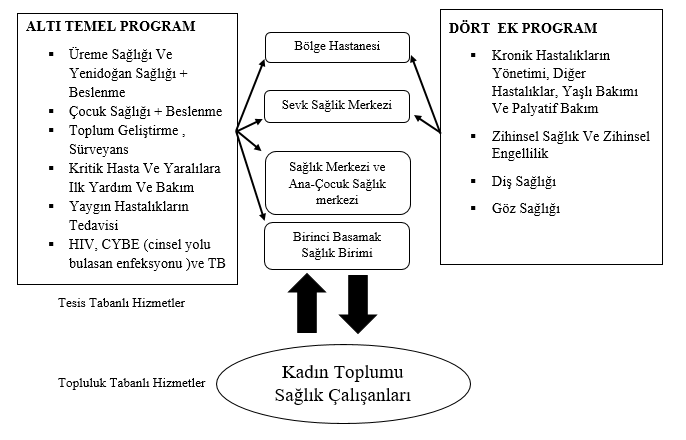 ALTI TEMEL PROGRAM
▪ Üreme Sağlığı Ve
Yenidoğan Sağlığı +
Beslenme
▪ Çocuk Sağlığı + Beslenme
▪ Toplum Geliştirme ,
Sürveyans
▪ Kritik Hasta Ve Yaralılara
Ilk Yardım Ve Bakım
▪ Yaygın Hastalıkların
Tedavisi
▪ HIV, CYBE (cinsel yolu
bulasan enfeksyonu )ve TB
Bölge Hastanesi
Sevk Sağlik Merkezi
Sağlık Merkezi ve
Ana-Çocuk Sağlık
merkezi
Birinci Basamak
Sağlık Birimi
DÖRT EK PROGRAM
▪ Kronik Hastalıkların
Yönetimi, Diğer
Hastalıklar, Yaşlı Bakımı
Ve Palyatif Bakım
▪ Zihinsel Sağlık Ve Zihinsel
Engellilik
▪ Diş Sağlığı
▪ Göz Sağlığı
Tesis Tabanlı Hizmetler
Topluluk Tabanlı Hizmetler
Kadın Toplumu
Sağlık Çalışanları